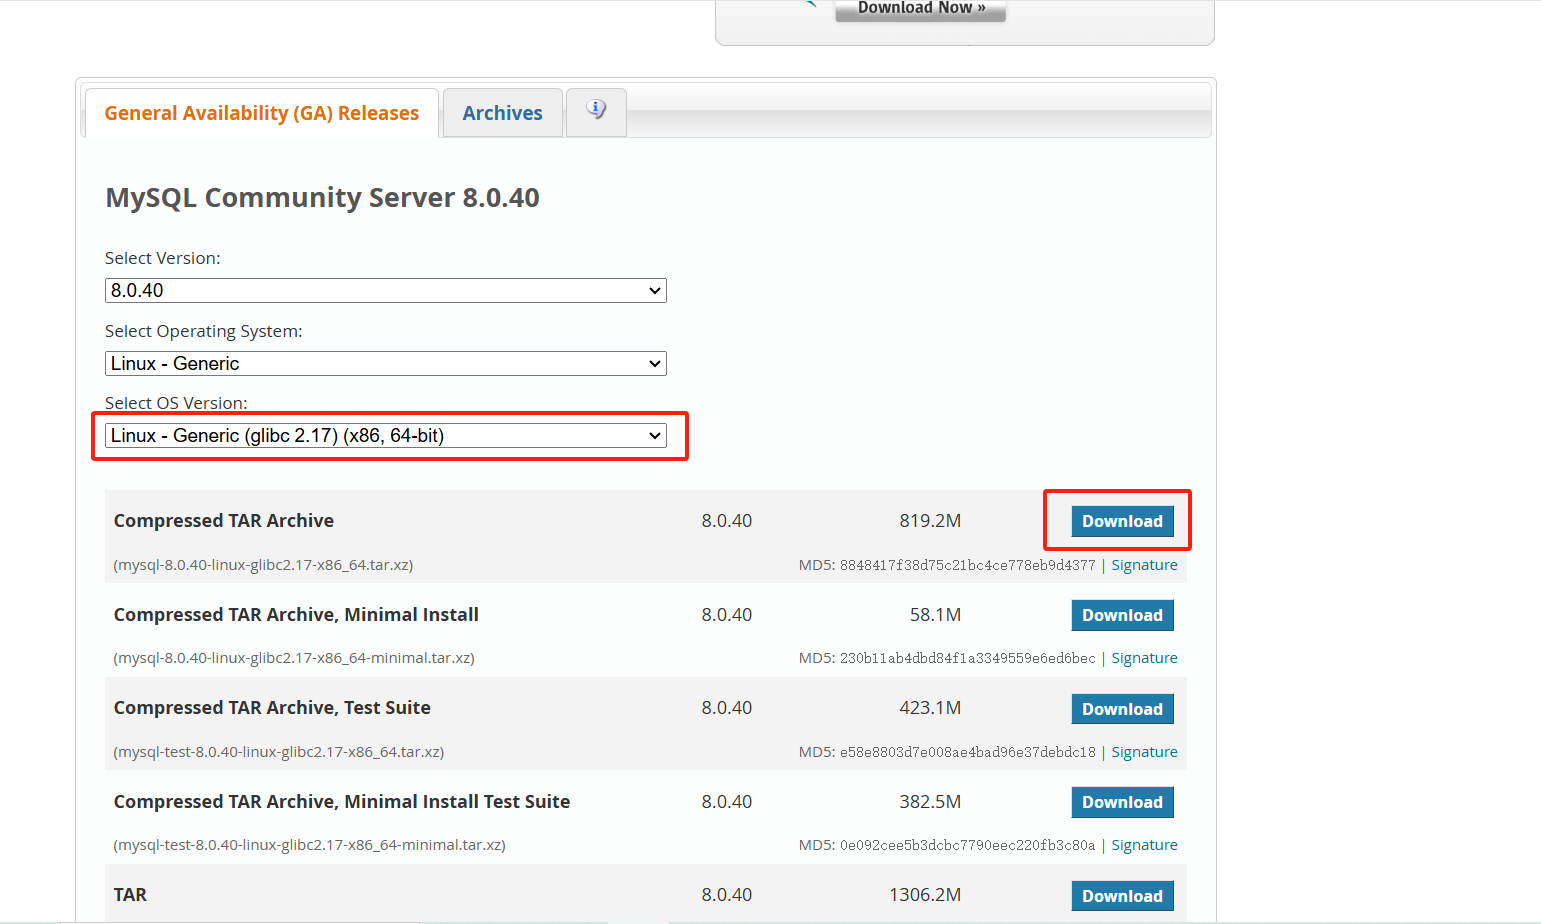 Download Now »
General Availability (GA) Releases
Archives
MySQL Community Server 8.0.40
Select Version:
8.0.40
Select Operating System:
Linux - Generic
Select OS Version:
Linux - Generic (glibc 2.17) (x86, 64-bit)
Compressed TAR Archive 8.0.40 819.2M Download
(mysql-8.0.40-linux-glibc2.17-x86_64.tar.xz) MD5: 8848417f38d75c21bc4ce778eb9d4377 | Signature
Compressed TAR Archive, Minimal Install 8.0.40 58.1M Download
(mysql-8.0.40-linux-glibc2.17-x86_64-minimal.tar.xz) MD5: 230b11ab4dbd84f1a3349559e6ed6bec | Signature
Compressed TAR Archive, Test Suite 8.0.40 423.1M Download
(mysql-test-8.0.40-linux-glibc2.17-x86_64.tar.xz) MD5: e58e8803d7e008ae4bad96e37debdc18 | Signature
Compressed TAR Archive, Minimal Install Test Suite 8.0.40 382.5M Download
(mysql-test-8.0.40-linux-glibc2.17-x86_64-minimal.tar.xz) MD5: 0e092cee5b3dcbc7790eec220fb3c80a | Signature
TAR 8.0.40 1306.2M Download